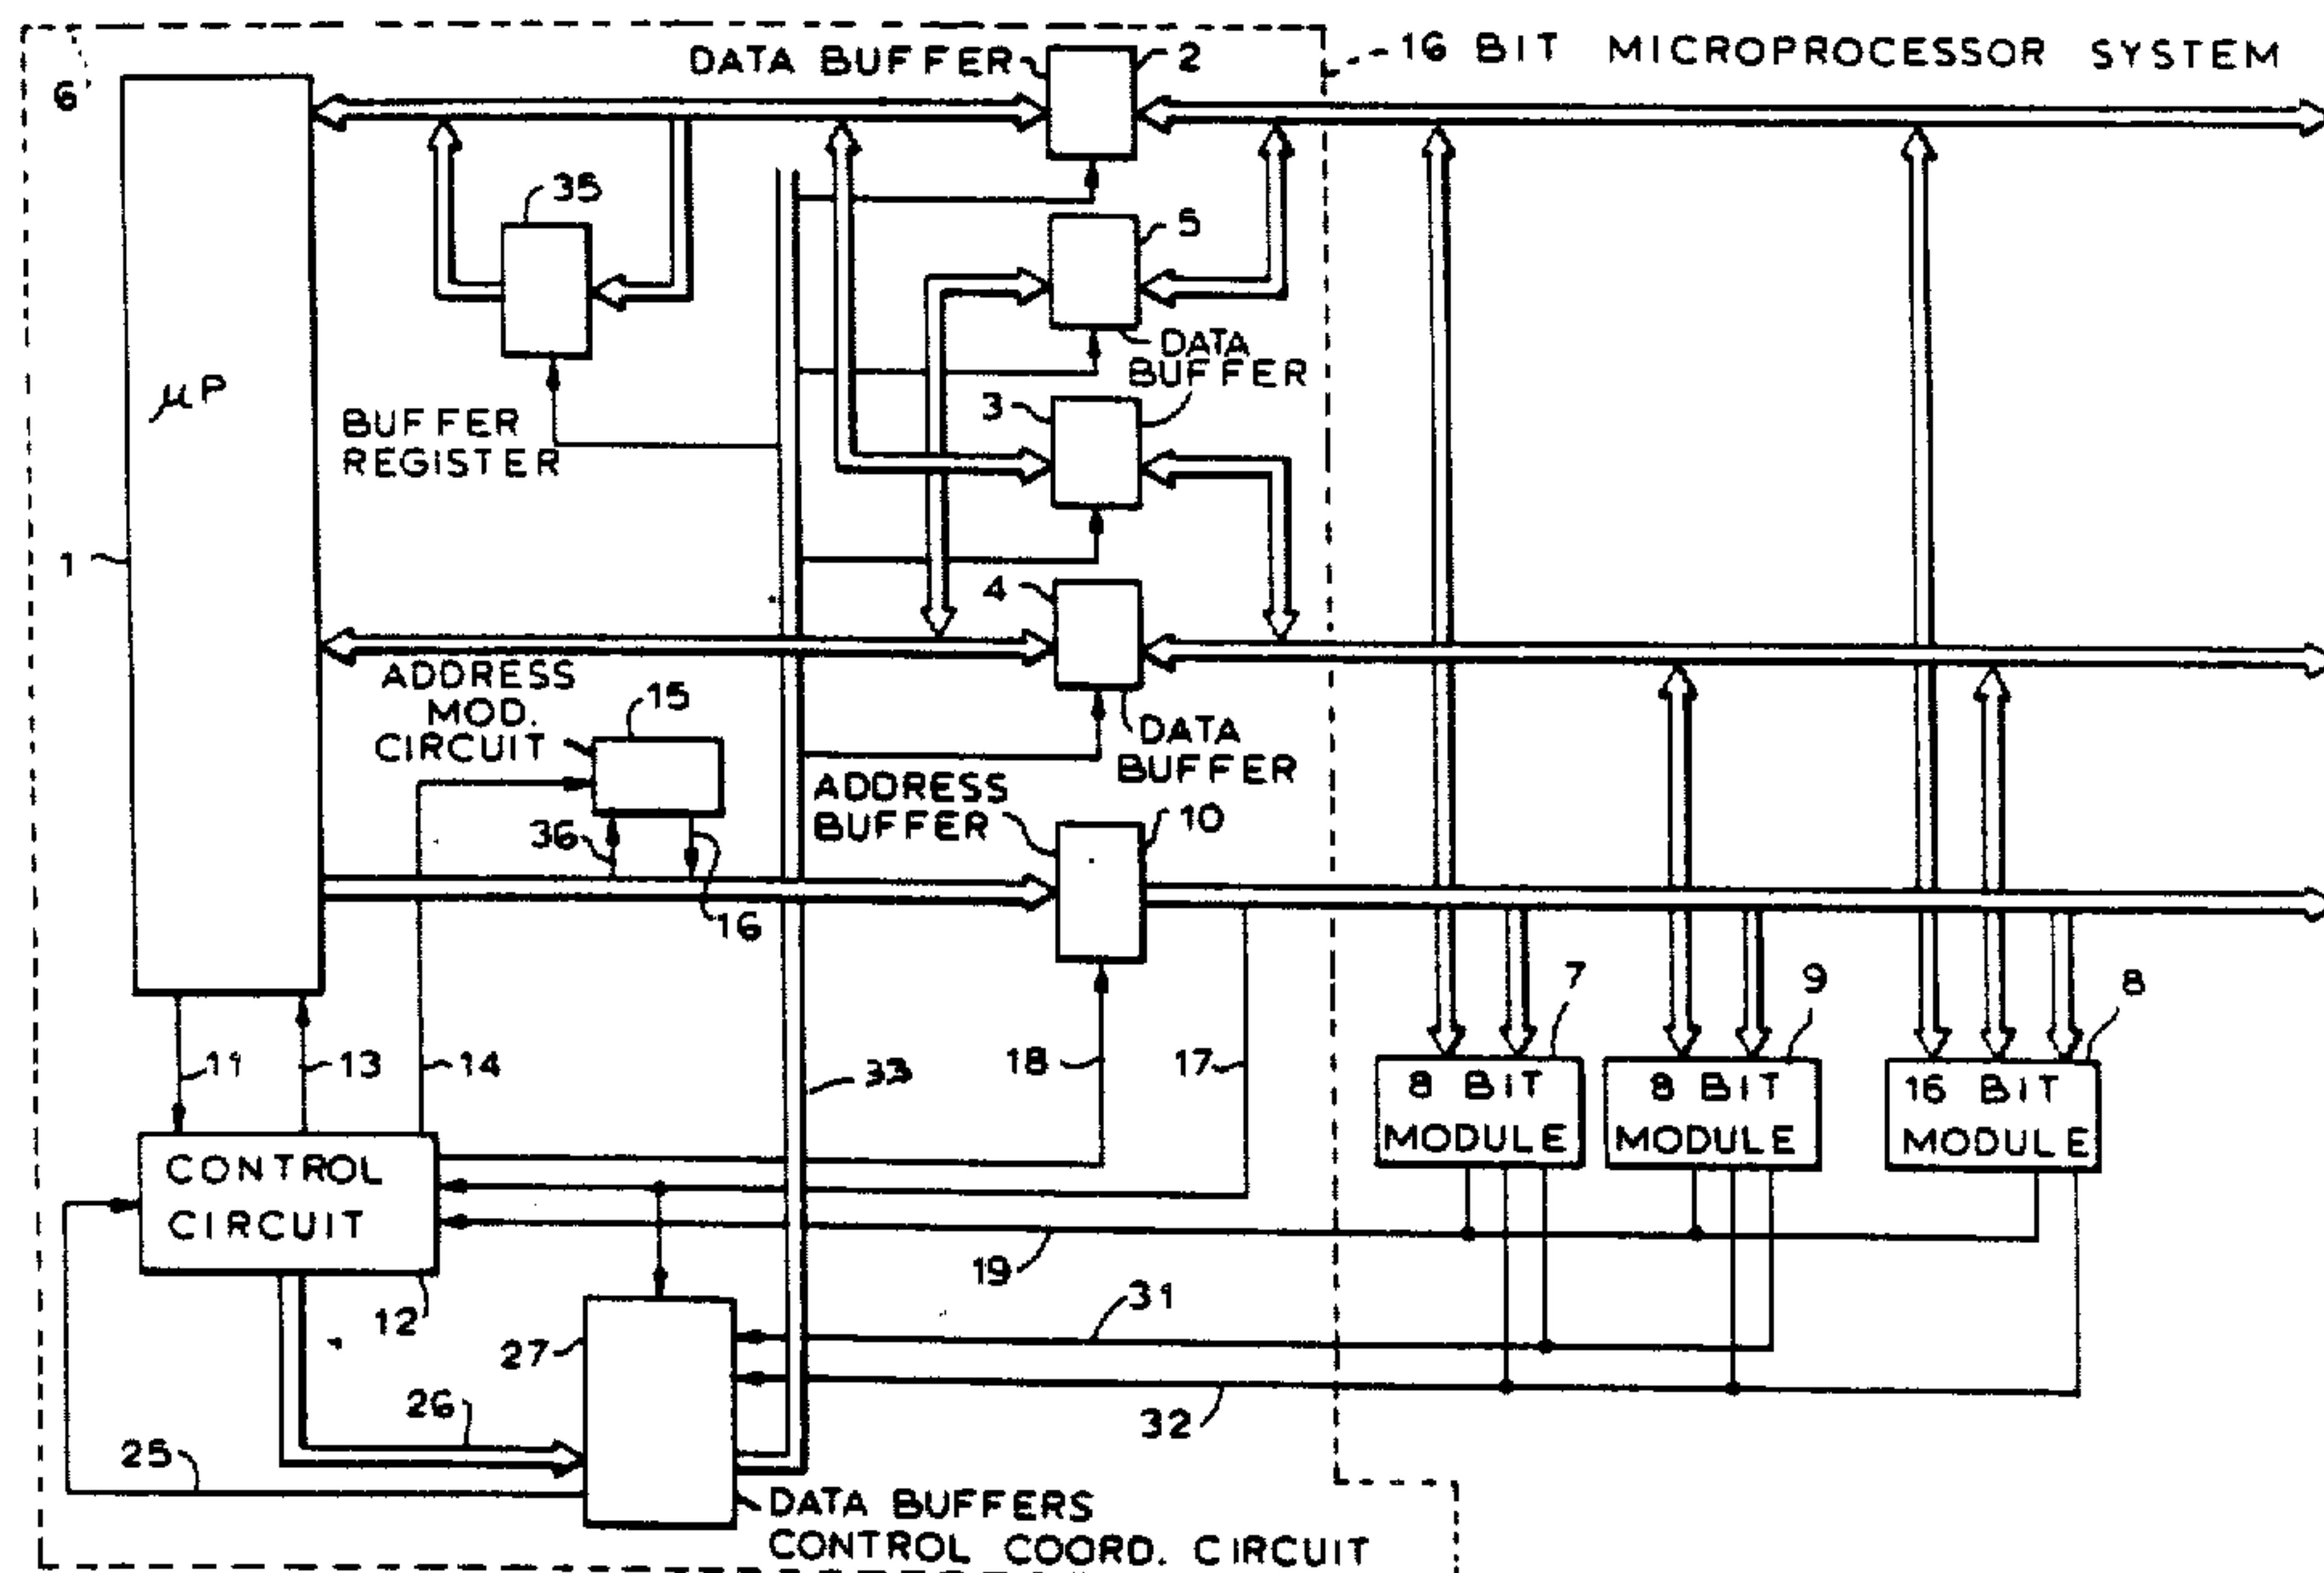 DATA BUFFER
2
16 BIT MICROPROCESSOR SYSTEM
6
35
5
DATA
BUFFER
μP
BUFFER
REGISTER
3
1
4
ADDRESS
MOD.
CIRCUIT
15
DATA
BUFFER
ADDRESS
BUFFER
10
36
16
7
9
8
11
13
14
33
18
17
8 BIT
MODULE
8 BIT
MODULE
16 BIT
MODULE
CONTROL
CIRCUIT
19
12
31
27
32
26
25
DATA BUFFERS
CONTROL COORD. CIRCUIT